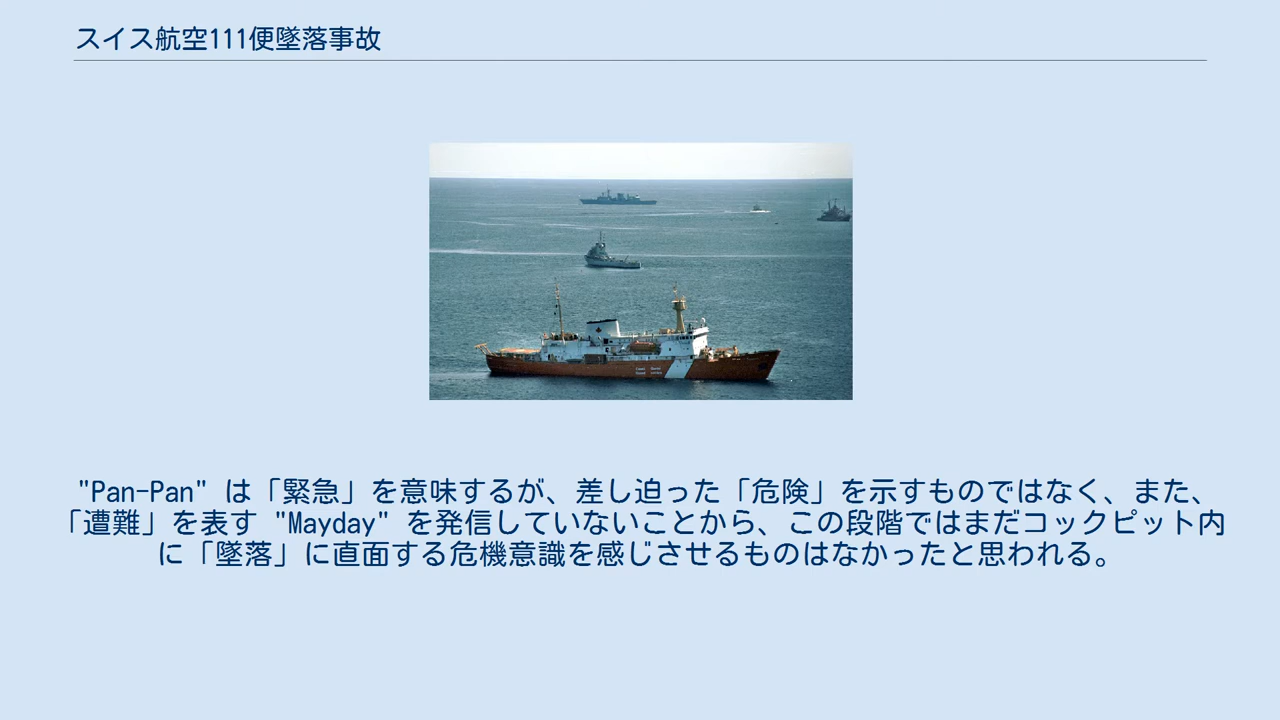 スイス航空111便墜落事故
"Pan-Pan" は「緊急」を意味するが、差し迫った「危険」を示すものではなく、また、
「遭難」を表す "Mayday" を発信していないことから、この段階ではまだコックピット内
に「墜落」に直面する危機意識を感じさせるものはなかったと思われる。